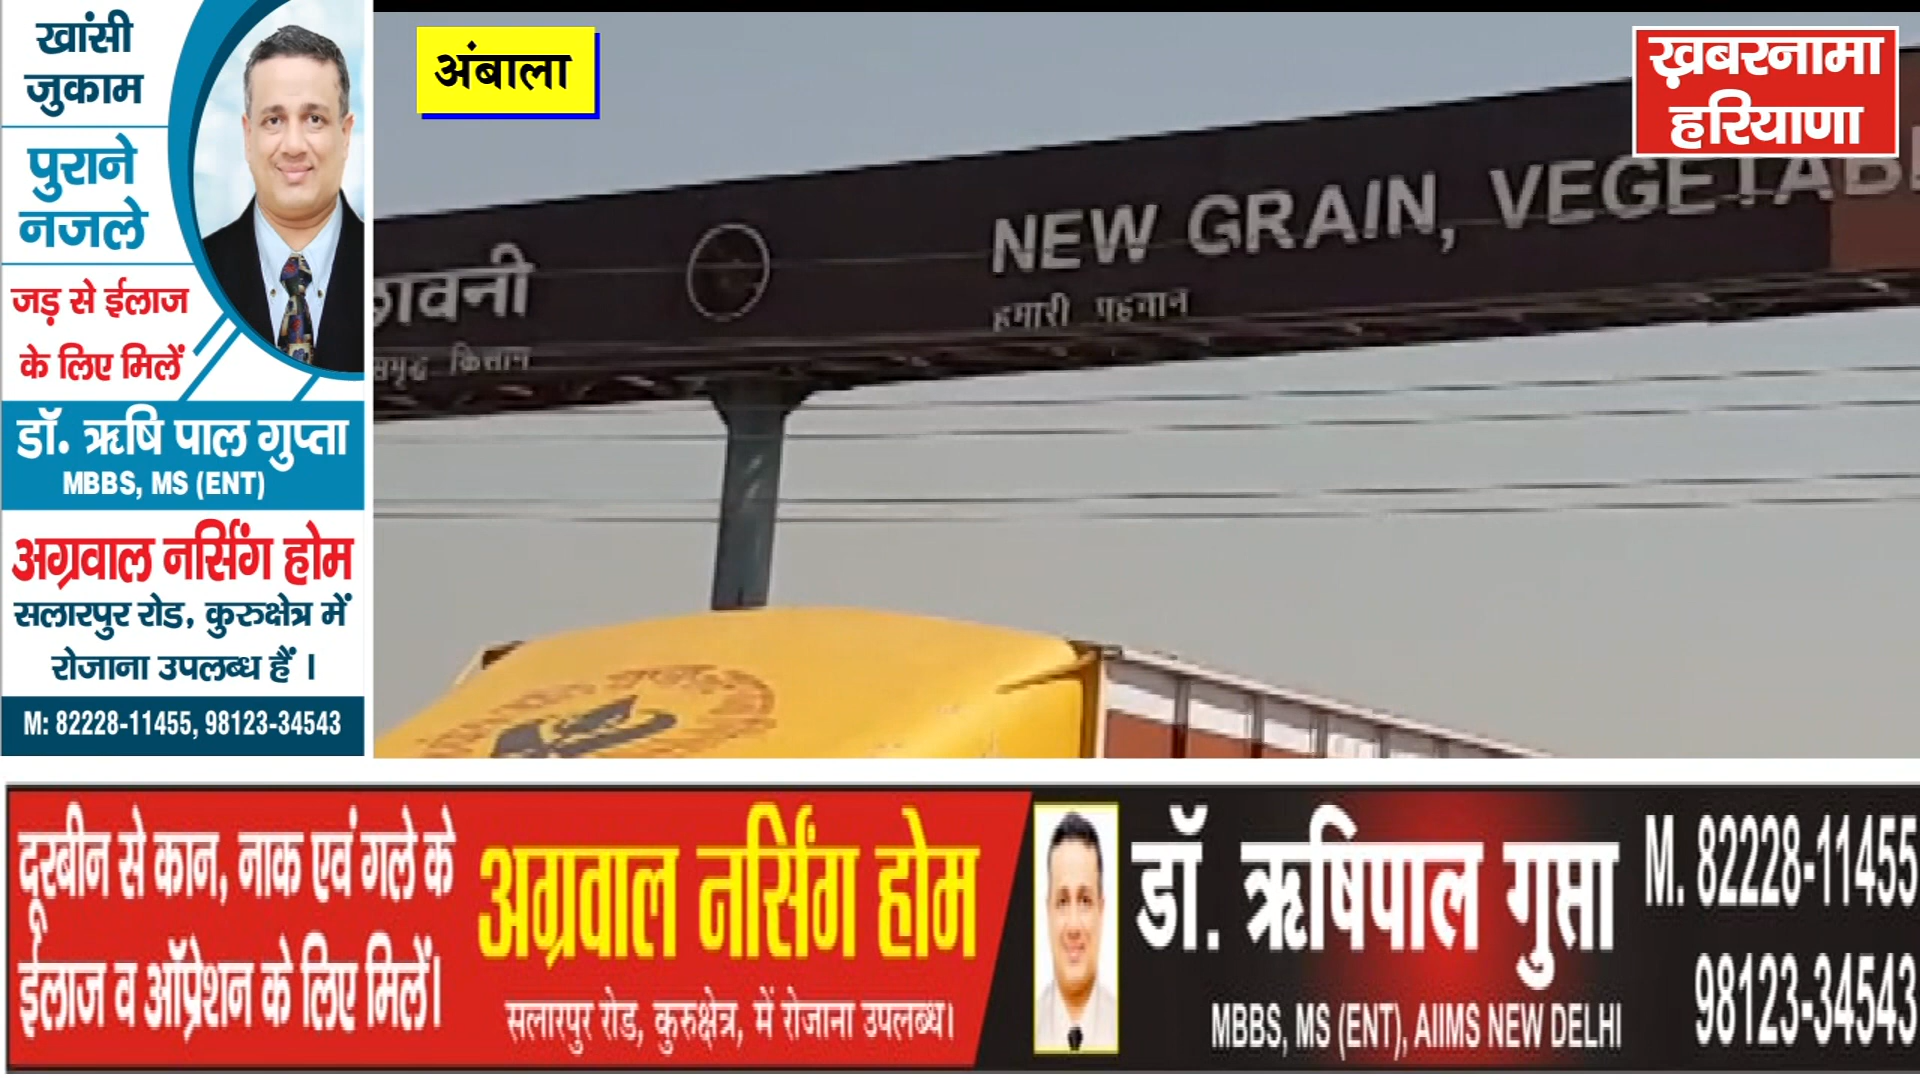 खांसी
जुकाम
पुराने
नजले
जड़ से ईलाज
के लिए मिलें
डॉ. ऋषि पाल गुप्ता
MBBS, MS (ENT)
अग्रवाल नर्सिंग होम
सलारपुर रोड, कुरुक्षेत्र में
रोजाना उपलब्ध हैं ।
M: 82228-11455, 98123-34543
अंबाला
ख़बरनामा
हरियाणा
छावनी
समृद्ध किसान
NEW GRAIN, VEGETAB
हमारी पहचान
दूरबीन से कान, नाक एवं गले के
ईलाज व ऑप्रेशन के लिए मिलें।
अग्रवाल नर्सिंग होम
सलारपुर रोड, कुरुक्षेत्र, में रोजाना उपलब्ध।
डॉ. ऋषिपाल गुप्ता
MBBS, MS (ENT), AIIMS NEW DELHI
M. 82228-11455
98123-34543